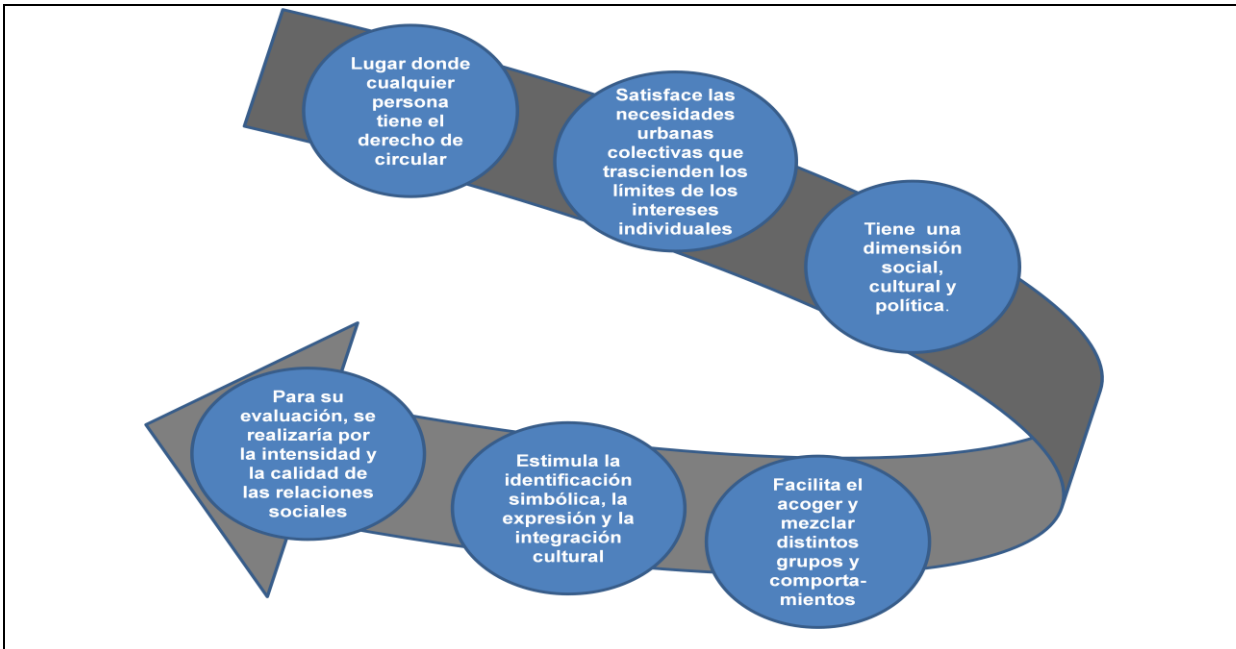 Lugar donde
cualquier
persona
tiene el
derecho de
circular
Satisface las
necesidades
urbanas
colectivas que
trascienden los
límites de los
intereses
individuales
Tiene una
dimensión
social,
cultural y
política.
Facilita el
acoger y
mezclar
distintos
grupos y
comporta-
mientos
Estimula la
identificación
simbólica, la
expresión y la
integración
cultural
Para su
evaluación, se
realizaría por
la intensidad y
la calidad de
las relaciones
sociales